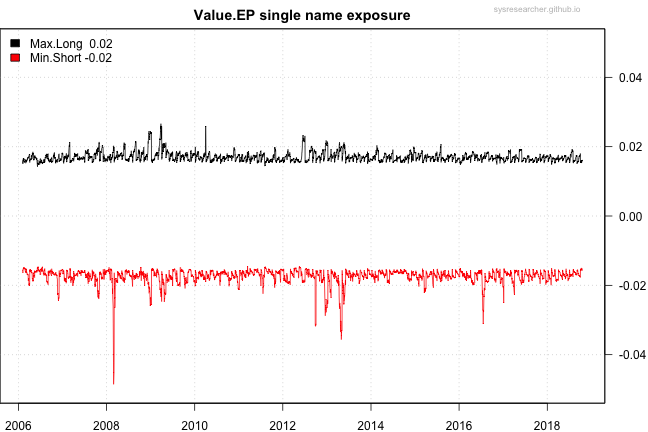 Value.EP single name exposure
sysresearcher.github.io
Max.Long 0.02
Min.Short -0.02
0.04
0.02
0.00
-0.02
-0.04
2006 2008 2010 2012 2014 2016 2018